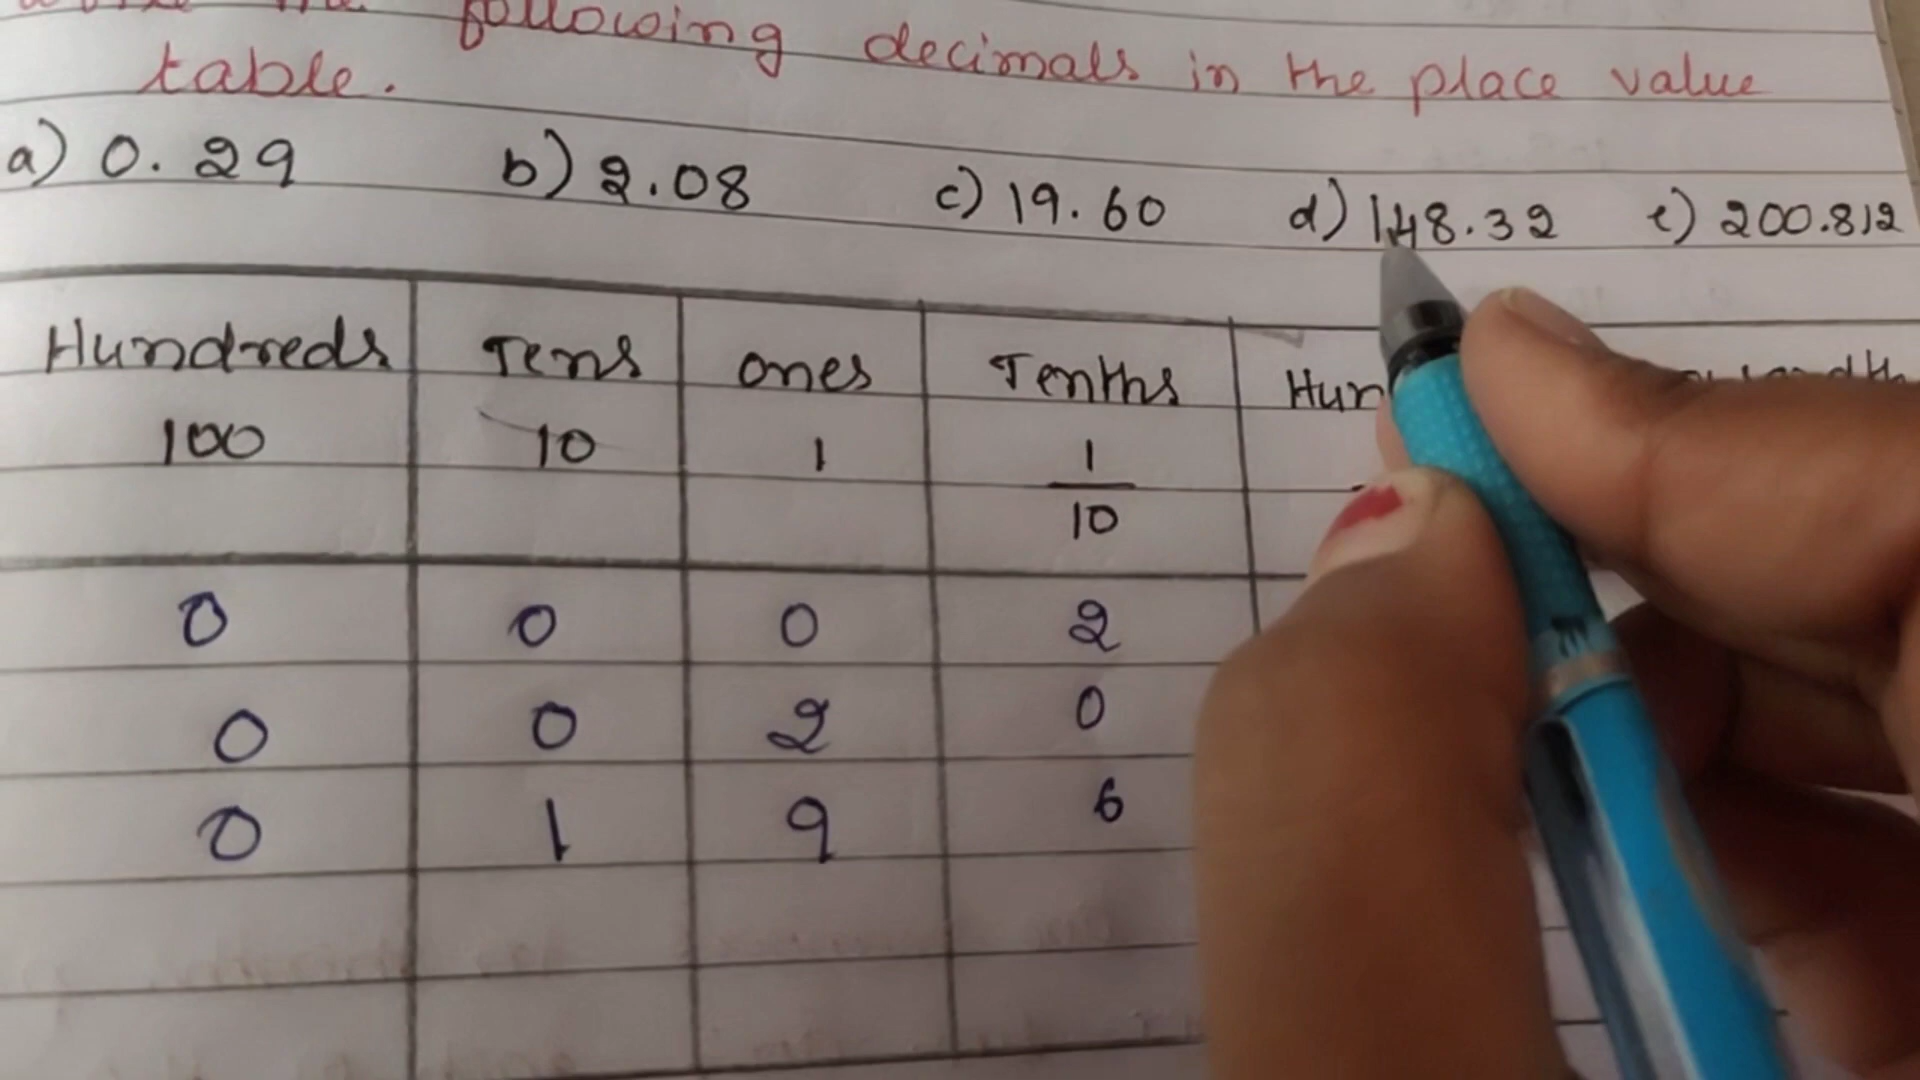 the following decimals in the place value
table.
a) 0.29 b) 2.08 c) 19.60 d) 148.32 e) 200.812
Hundreds Tens ones Tenths
100 10 1 1/10
0 0 0 2
0 0 2 0
0 1 9 6